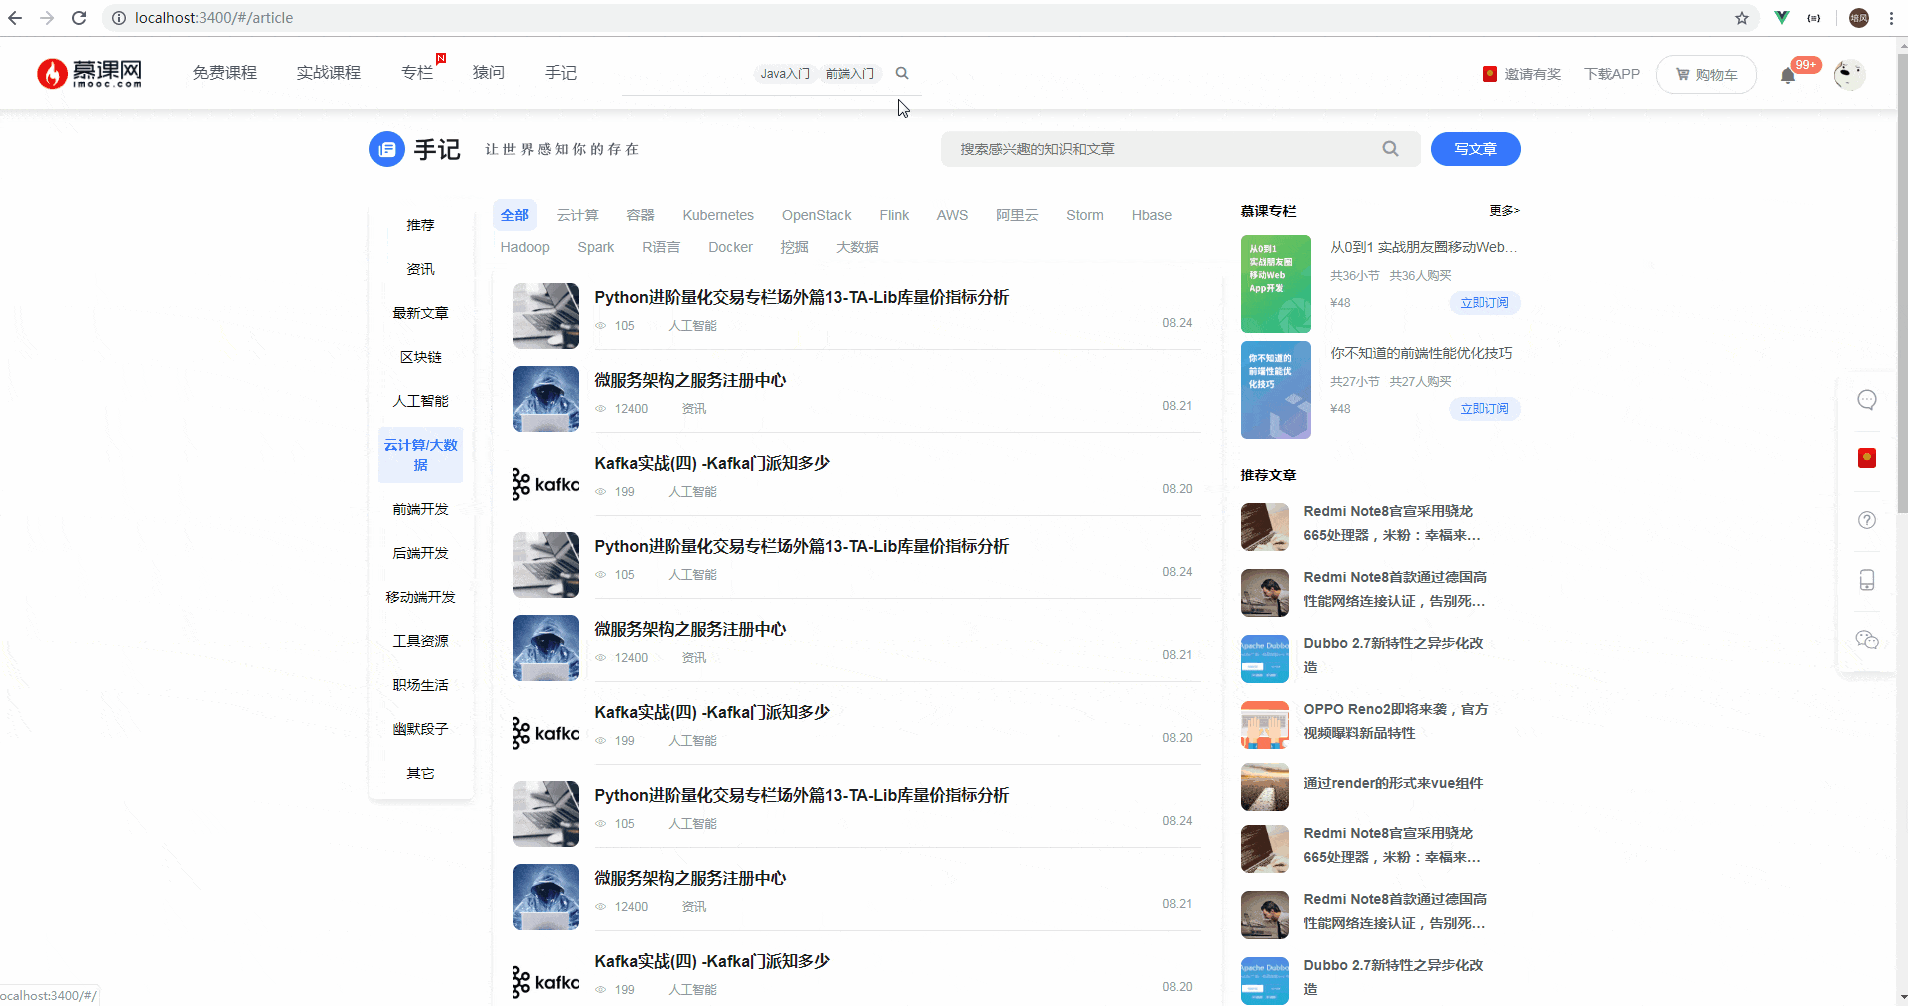 localhost:3400/#/article
培风
慕课网
imooc.com
免费课程
实战课程
专栏
N
猿问
手记
Java入门
前端入门
邀请有奖
下载APP
购物车
99+
手记
让世界感知你的存在
搜索感兴趣的知识和文章
写文章
推荐
资讯
最新文章
区块链
人工智能
云计算/大数
据
前端开发
后端开发
移动端开发
工具资源
职场生活
幽默段子
其它
全部 云计算 容器 Kubernetes OpenStack Flink AWS 阿里云 Storm Hbase
Hadoop Spark R语言 Docker 挖掘 大数据
Python进阶量化交易专栏场外篇13-TA-Lib库量价指标分析
105 人工智能 08.24
微服务架构之服务注册中心
12400 资讯 08.21
kafka
Kafka实战(四) -Kafka门派知多少
199 人工智能 08.20
Python进阶量化交易专栏场外篇13-TA-Lib库量价指标分析
105 人工智能 08.24
微服务架构之服务注册中心
12400 资讯 08.21
kafka
Kafka实战(四) -Kafka门派知多少
199 人工智能 08.20
Python进阶量化交易专栏场外篇13-TA-Lib库量价指标分析
105 人工智能 08.24
微服务架构之服务注册中心
12400 资讯 08.21
kafka
Kafka实战(四) -Kafka门派知多少
199 人工智能 08.20
慕课专栏 更多>
从0到1
实战朋友圈
移动Web
App开发
从0到1 实战朋友圈移动Web...
共36小节 共36人购买
¥48 立即订阅
你不知道的
前端性能优
化技巧
你不知道的前端性能优化技巧
共27小节 共27人购买
¥48 立即订阅
推荐文章
Redmi Note8官宣采用骁龙
665处理器，米粉：幸福来...
Redmi Note8首款通过德国高
性能网络连接认证，告别死...
Apache Dubbo
Dubbo 2.7新特性之异步化改
造
OPPO Reno2即将来袭，官方
视频曝料新品特性
通过render的形式来vue组件
Redmi Note8官宣采用骁龙
665处理器，米粉：幸福来...
Redmi Note8首款通过德国高
性能网络连接认证，告别死...
Apache Dubbo
Dubbo 2.7新特性之异步化改
造
ocalhost:3400/#/